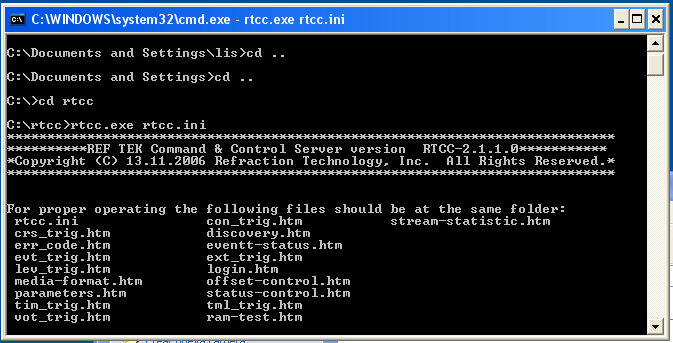 C:\WINDOWS\system32\cmd.exe - rtcc.exe rtcc.ini
C:\Documents and Settings\lis>cd ..
C:\Documents and Settings>cd ..
C:\>cd rtcc
C:\rtcc>rtcc.exe rtcc.ini
****************************************************************************
**********REF TEK Command & Control Server version  RTCC-2.1.1.0***********
*Copyright (C) 13.11.2006 Refraction Technology, Inc.  All Rights Reserved.*
****************************************************************************
For proper operating the following files should be at the same folder:
rtcc.ini                con_trig.htm           stream-statistic.htm
crs_trig.htm            discovery.htm
err_code.htm            eventt-status.htm
evt_trig.htm            ext_trig.htm
lev_trig.htm            login.htm
media-format.htm        offset-control.htm
parameters.htm          status-control.htm
tim_trig.htm            tml_trig.htm
vot_trig.htm            ram-test.htm